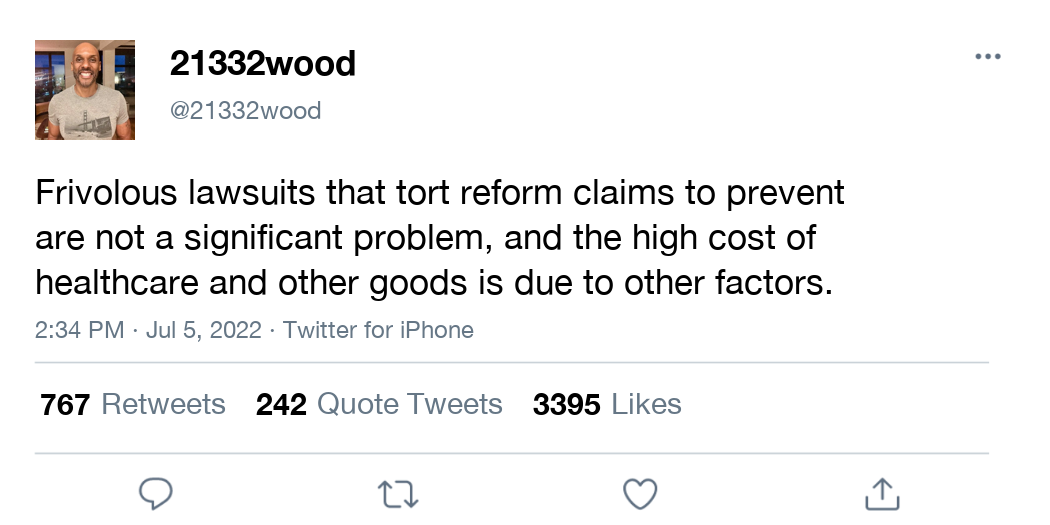 21332wood
@21332wood
Frivolous lawsuits that tort reform claims to prevent
are not a significant problem, and the high cost of
healthcare and other goods is due to other factors.
2:34 PM · Jul 5, 2022 · Twitter for iPhone
767 Retweets 242 Quote Tweets 3395 Likes